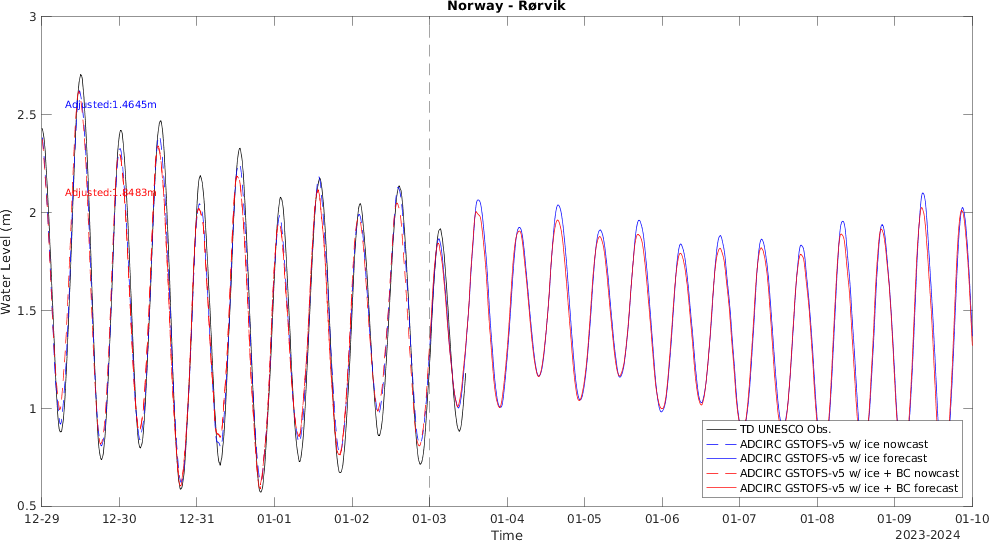 Norway - Rørvik
3
2.5
2
1.5
1
0.5
Water Level (m)
Adjusted:1.4645m
Adjusted:1.8483m
TD UNESCO Obs.
ADCIRC GSTOFS-v5 w/ ice nowcast
ADCIRC GSTOFS-v5 w/ ice forecast
ADCIRC GSTOFS-v5 w/ ice + BC nowcast
ADCIRC GSTOFS-v5 w/ ice + BC forecast
12-29 12-30 12-31 01-01 01-02 01-03 01-04 01-05 01-06 01-07 01-08 01-09 01-10
Time
2023-2024